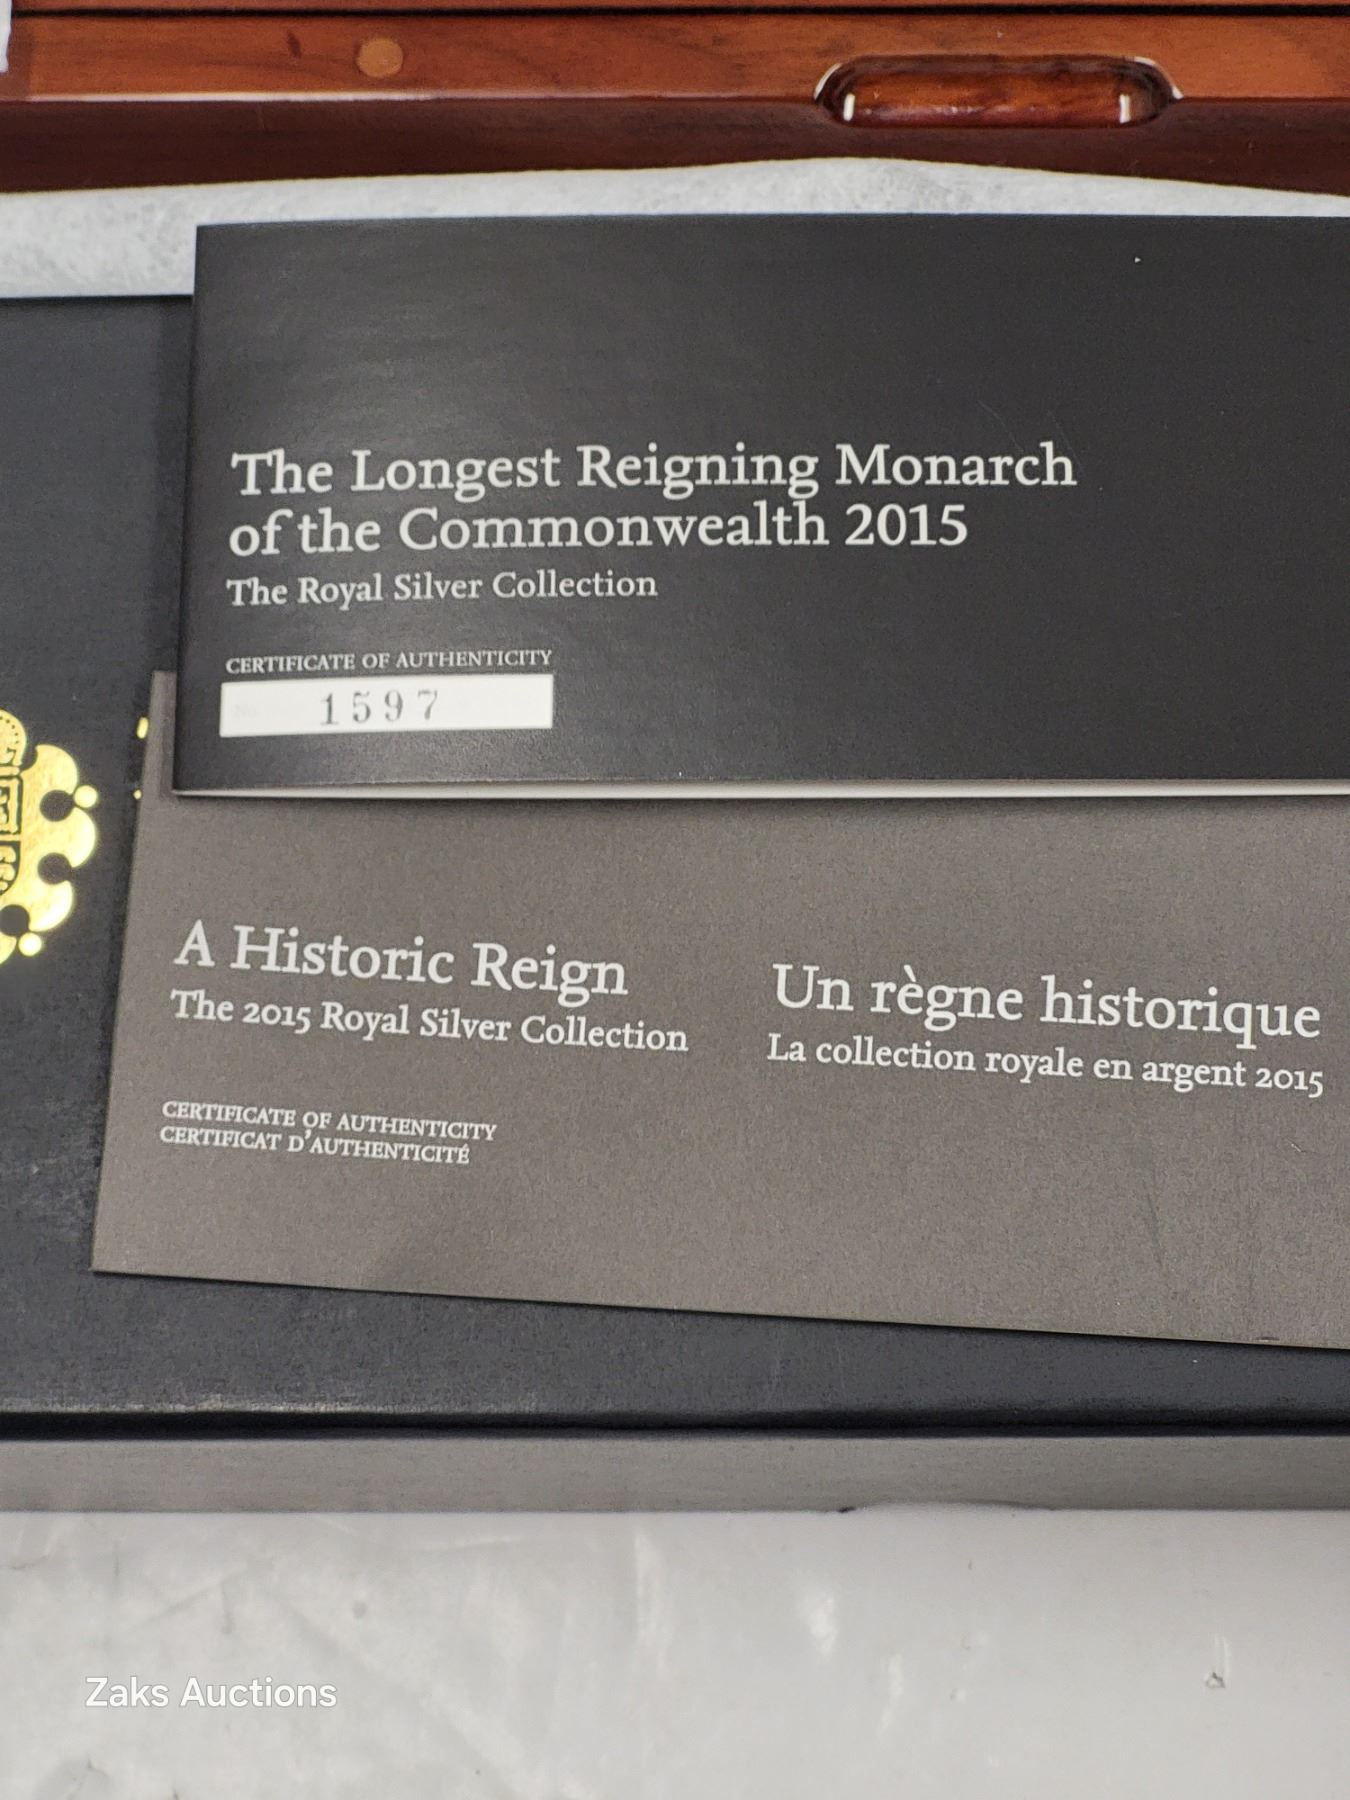 The Longest Reigning Monarch
of the Commonwealth 2015
The Royal Silver Collection
CERTIFICATE OF AUTHENTICITY
1597
A Historic Reign
The 2015 Royal Silver Collection
Un règne historique
La collection royale en argent 2015
CERTIFICATE OF AUTHENTICITY
CERTIFICAT D'AUTHENTICITÉ
Zaks Auctions